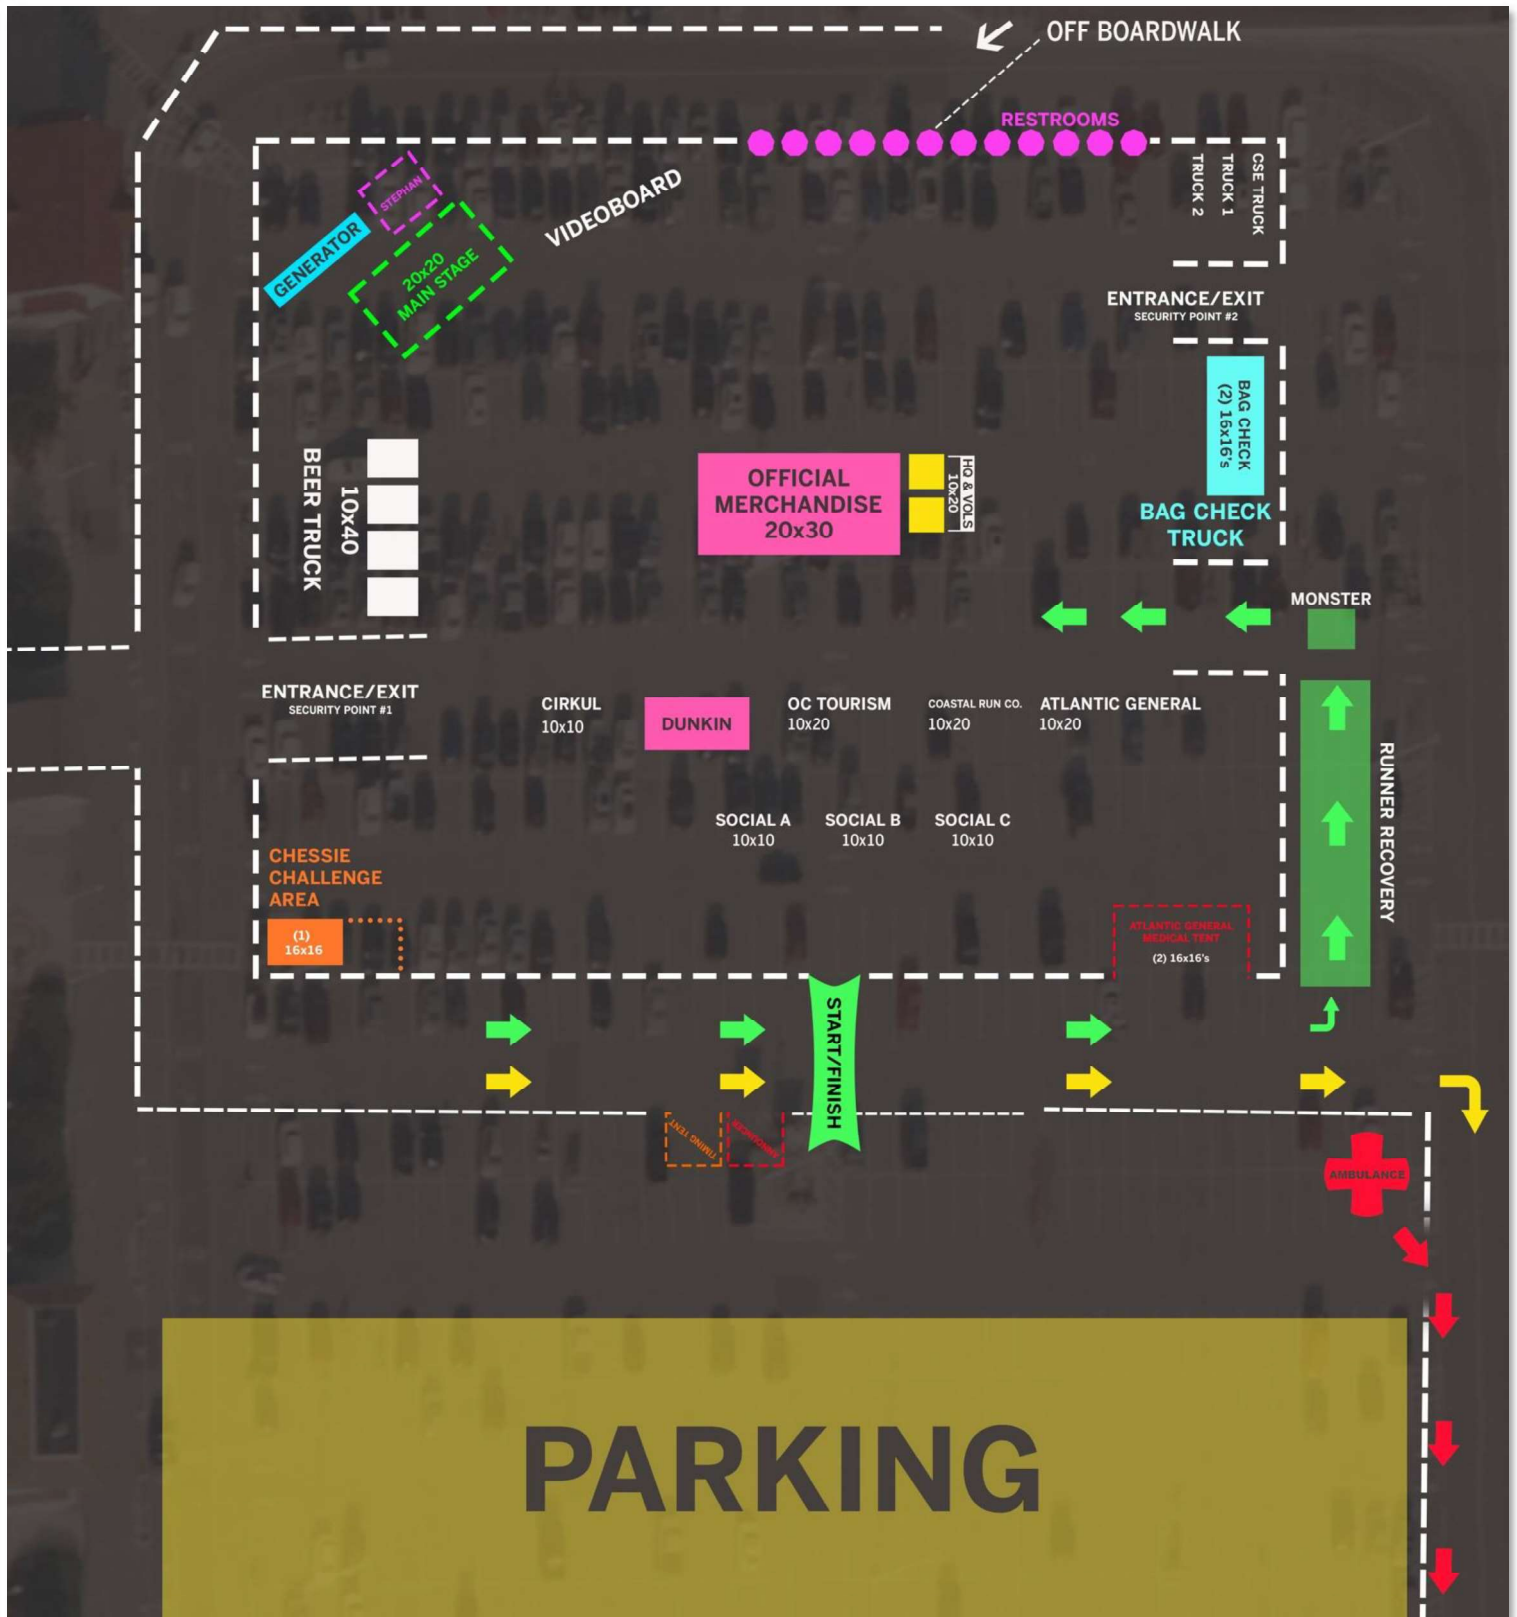 OFF BOARDWALK
RESTROOMS
STEPHAN
GENERATOR
20x20
MAIN STAGE
VIDEOBOARD
CSE TRUCK
TRUCK 1
TRUCK 2
ENTRANCE/EXIT
SECURITY POINT #2
BAG CHECK
(2) 16x16's
BAG CHECK
TRUCK
BEER TRUCK
10x40
OFFICIAL
MERCHANDISE
20x30
HQ & VOLS
10x20
MONSTER
ENTRANCE/EXIT
SECURITY POINT #1
CIRKUL
10x10
DUNKIN
OC TOURISM
10x20
COASTAL RUN CO.
10x20
ATLANTIC GENERAL
10x20
RUNNER RECOVERY
SOCIAL A
10x10
SOCIAL B
10x10
SOCIAL C
10x10
CHESSIE
CHALLENGE
AREA
(1)
16x16
ATLANTIC GENERAL
MEDICAL TENT
(2) 16x16's
START/FINISH
TIMING TENT
ANNOUNCER
AMBULANCE
PARKING